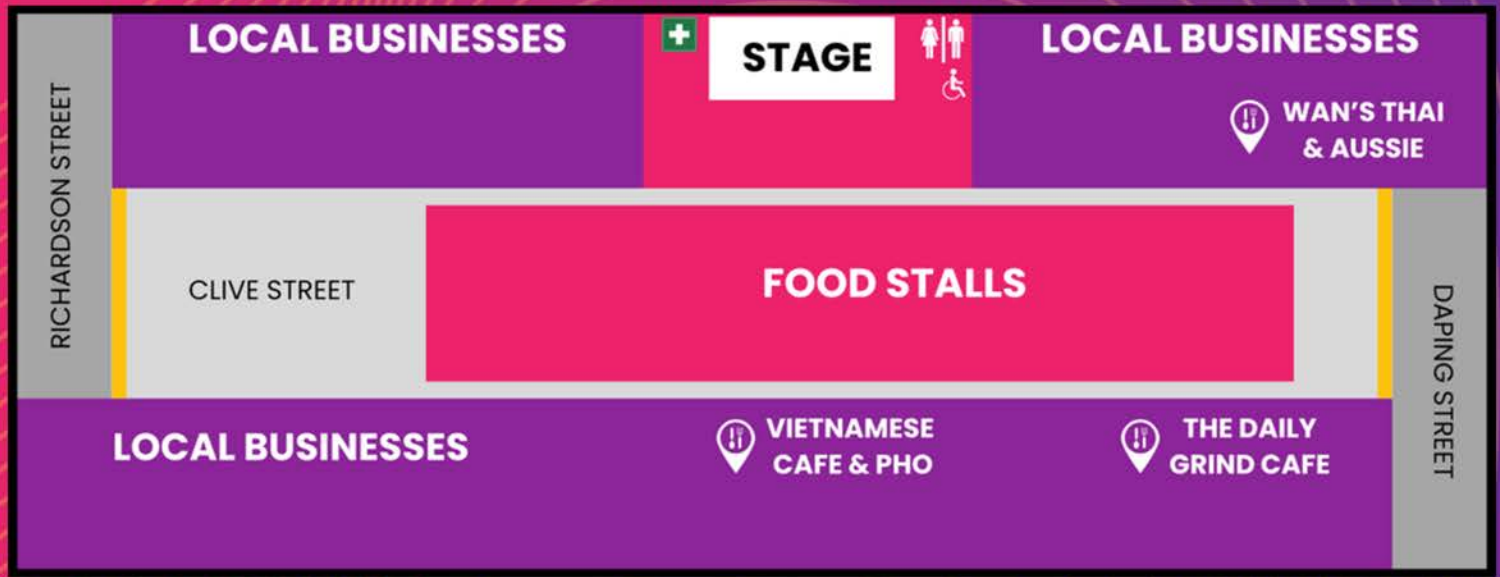 LOCAL BUSINESSES
STAGE
LOCAL BUSINESSES
WAN'S THAI
& AUSSIE
RICHARDSON STREET
CLIVE STREET
FOOD STALLS
DAPING STREET
LOCAL BUSINESSES
VIETNAMESE
CAFE & PHO
THE DAILY
GRIND CAFE